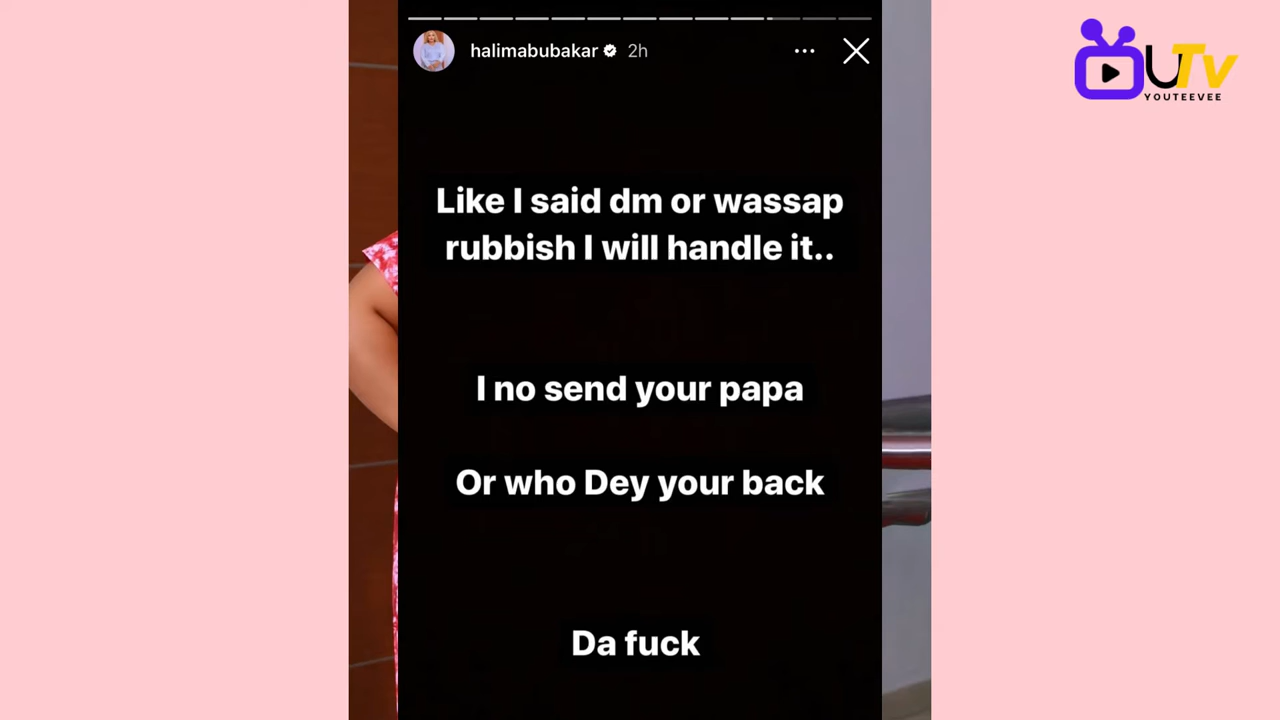 halimabubakar 2h
UTv
YOUTEEVEE
Like I said dm or wassap
rubbish I will handle it..
I no send your papa
Or who Dey your back
Da fuck